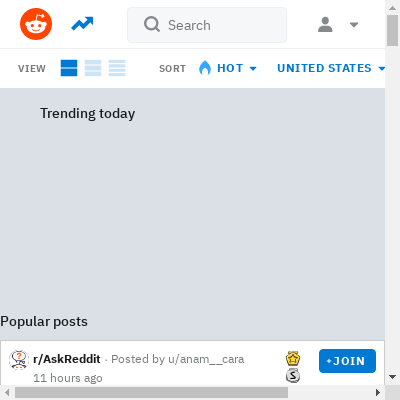 Search
VIEW SORT HOT UNITED STATES
Trending today
Popular posts
r/AskReddit · Posted by u/anam__cara
11 hours ago
+JOIN